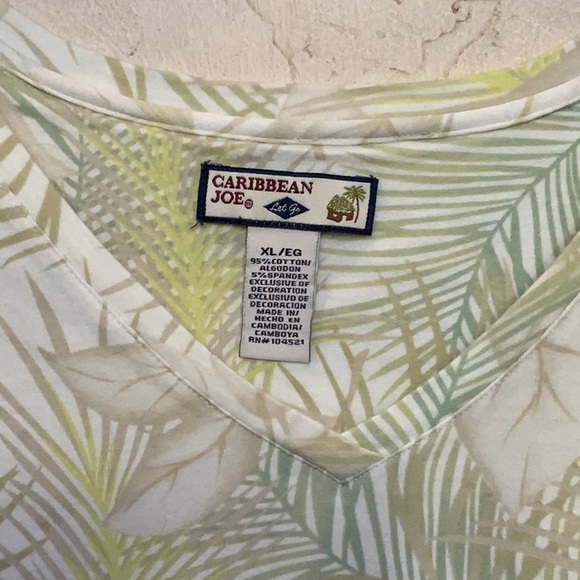 CARIBBEAN
JOE®
Let Go
XL/EG
95% COTTON/
ALGODON
5% SPANDEX
EXCLUSIVE OF
DECORATION
EXCLUSIVO DE
DECORACION
MADE IN/
HECHO EN
CAMBODIA/
CAMBOYA
RN# 104521